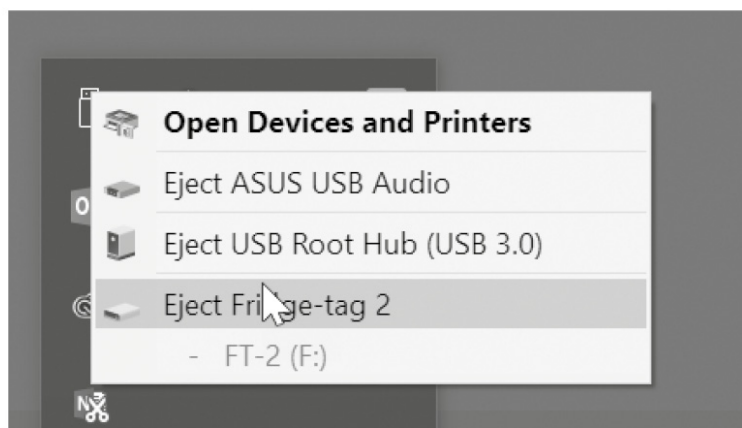 Open Devices and Printers
Eject ASUS USB Audio
Eject USB Root Hub (USB 3.0)
Eject Fridge-tag 2
- FT-2 (F:)